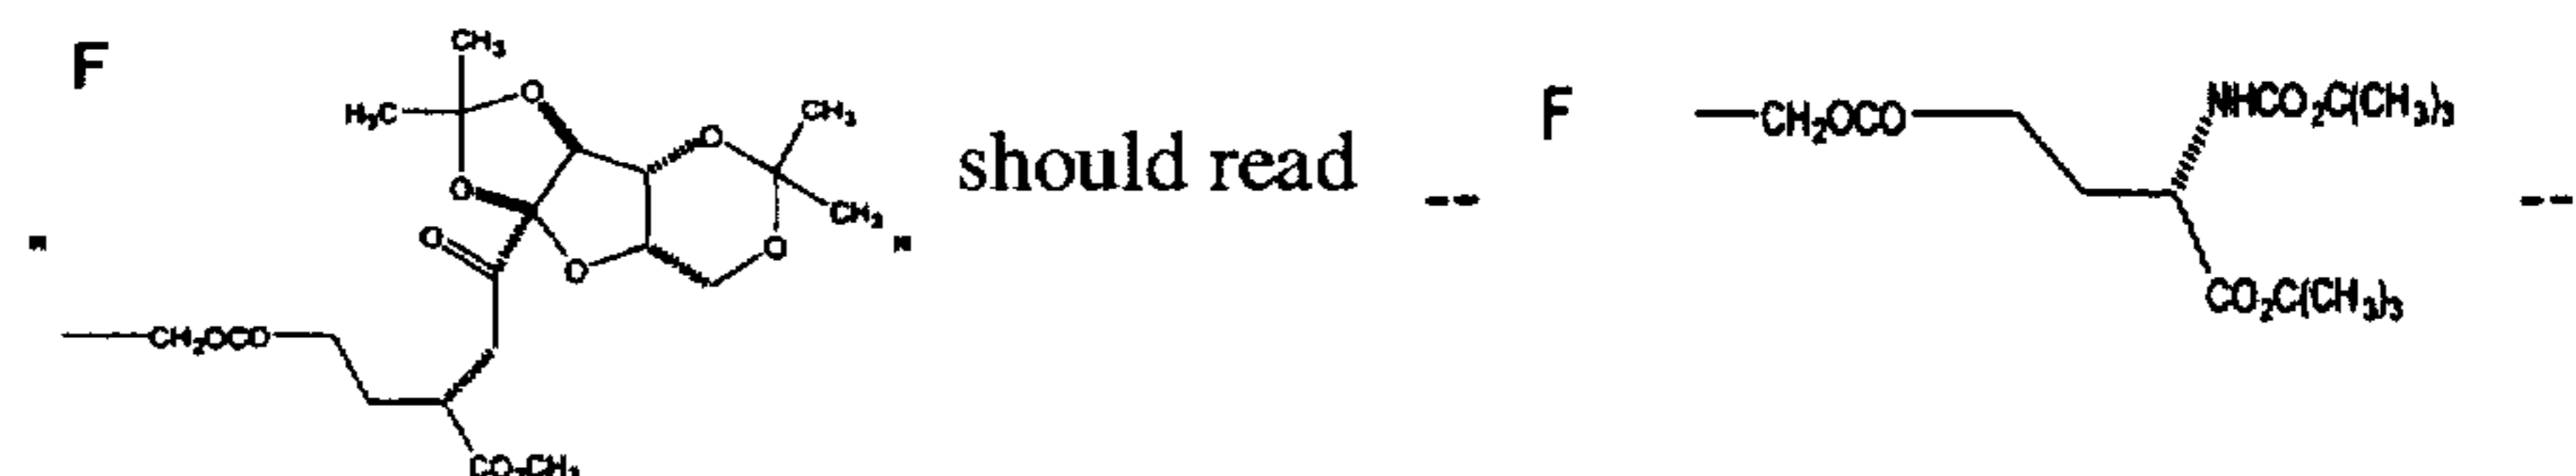 F
CH3
H3C
O
O
CH3
O
CH3
O
O
O
CH2OCO
CO2CH3
"
"
should read
--
F
CH2OCO
NHCO2C(CH3)3
CO2C(CH3)3
--